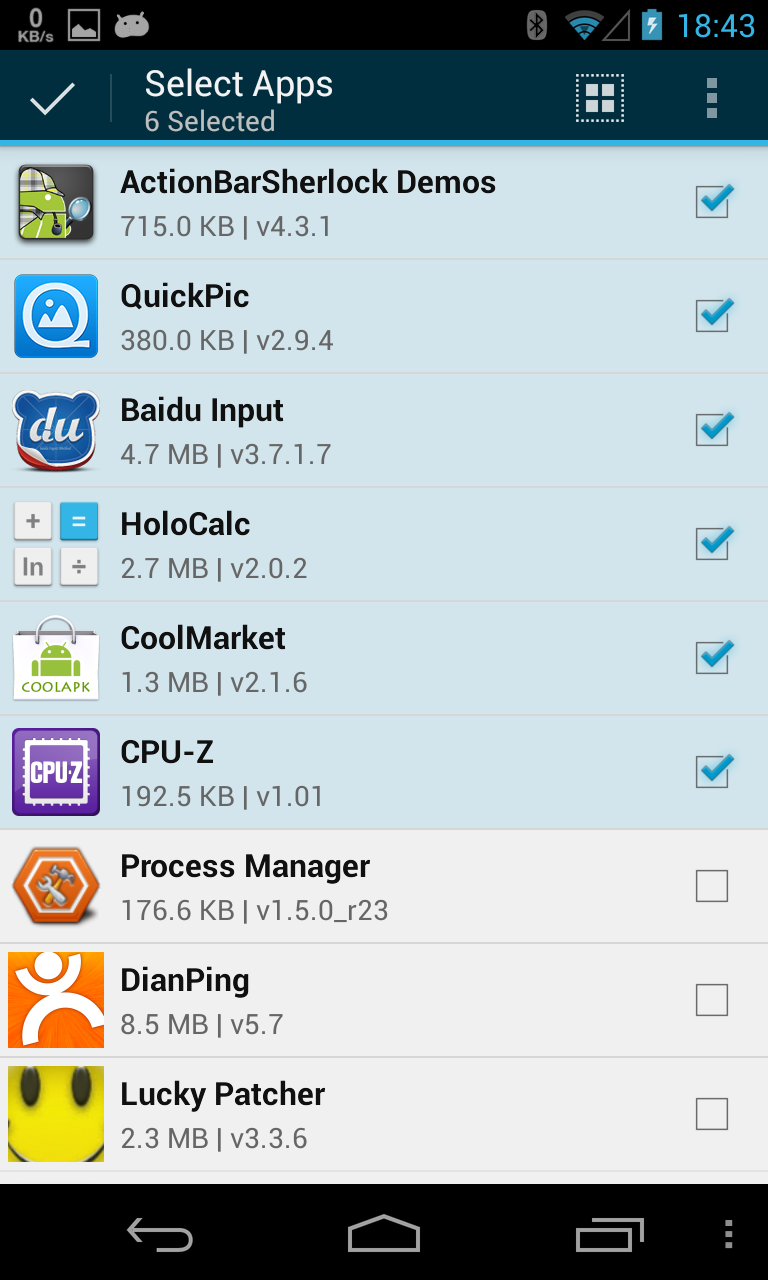 0
KB/s
18:43
Select Apps
6 Selected
ActionBarSherlock Demos
715.0 KB | v4.3.1
QuickPic
380.0 KB | v2.9.4
du
Baidu Input
4.7 MB | v3.7.1.7
+ =
ln ÷
HoloCalc
2.7 MB | v2.0.2
COOLAPK
CoolMarket
1.3 MB | v2.1.6
CPU-Z
CPU-Z
192.5 KB | v1.01
Process Manager
176.6 KB | v1.5.0_r23
DianPing
8.5 MB | v5.7
Lucky Patcher
2.3 MB | v3.3.6